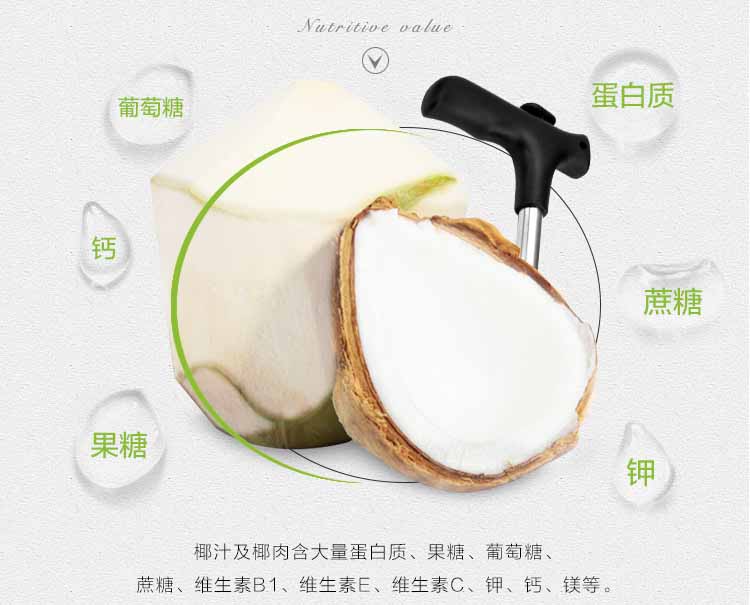 Nutritive value
葡萄糖
蛋白质
钙
蔗糖
果糖
钾
椰汁及椰肉含大量蛋白质、果糖、葡萄糖、
蔗糖、维生素B1、维生素E、维生素C、钾、钙、镁等。